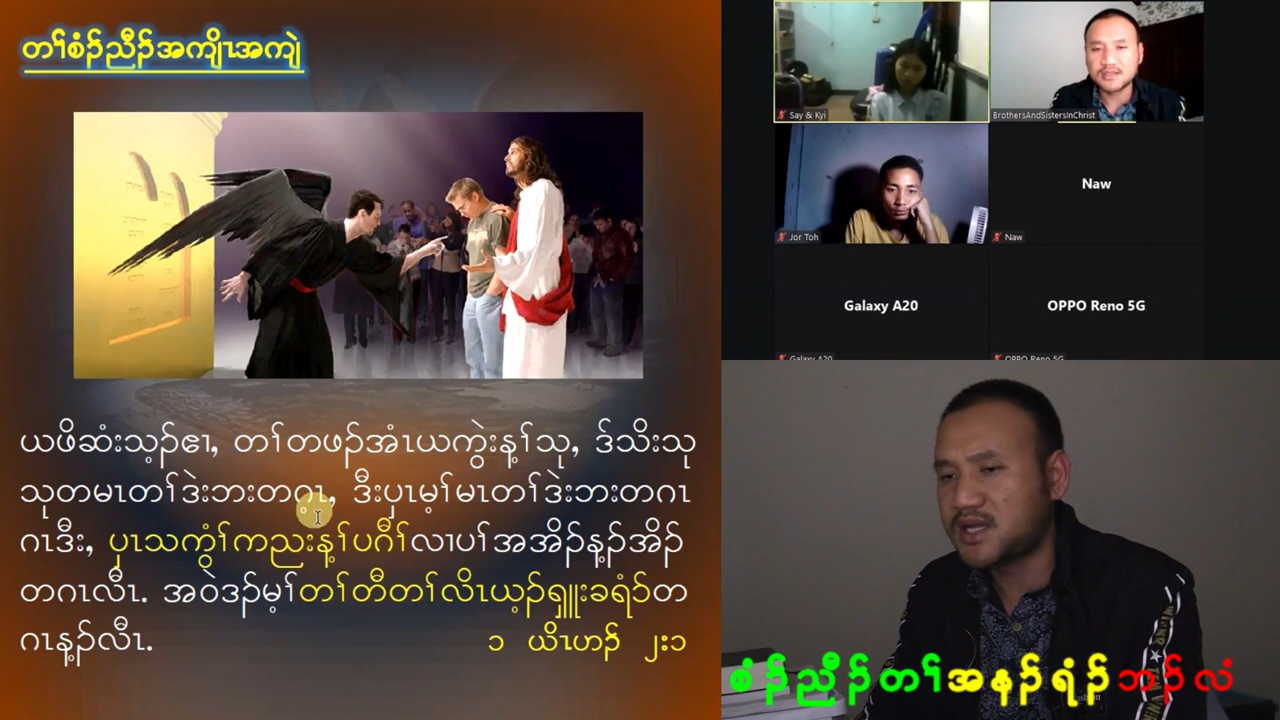 တၢ်စံၣ်ညီၣ်အကျိၤအကျဲ
ယဖိဆံးသ့ၣ်ဧၢ, တၢ်တဖၣ်အံၤယကွဲးန့ၢ်သု, ဒ်သိးသု
သုတမၤတၢ်ဒဲးဘးတဂ့ၤ, ဒီးပှၤမ့ၢ်မၤတၢ်ဒဲးဘးတဂၤ
ဂၤဒီး, ပှၤသကွံၢ်ကညးန့ၢ်ပဂီၢ်လၢပၢ်အအိၣ်န့ၣ်အိၣ်
တဂၤလီၤ. အဝဲဒၣ်မ့ၢ်တၢ်တီတၢ်လိၤယ့ၣ်ရှူးခရံာ်တ
ဂၤန့ၣ်လီၤ.
၁ ယိၤဟၣ် ၂း၁
Say & Kyi
BrothersAndSistersInChrist
Jor Toh
Naw
Naw
Galaxy A20
OPPO Reno 5G
Galaxy A20
OPPO Reno 5G
စံၣ်ညီၣ်တၢ်အနၣ်ရံၣ်ဘၣ်လံ